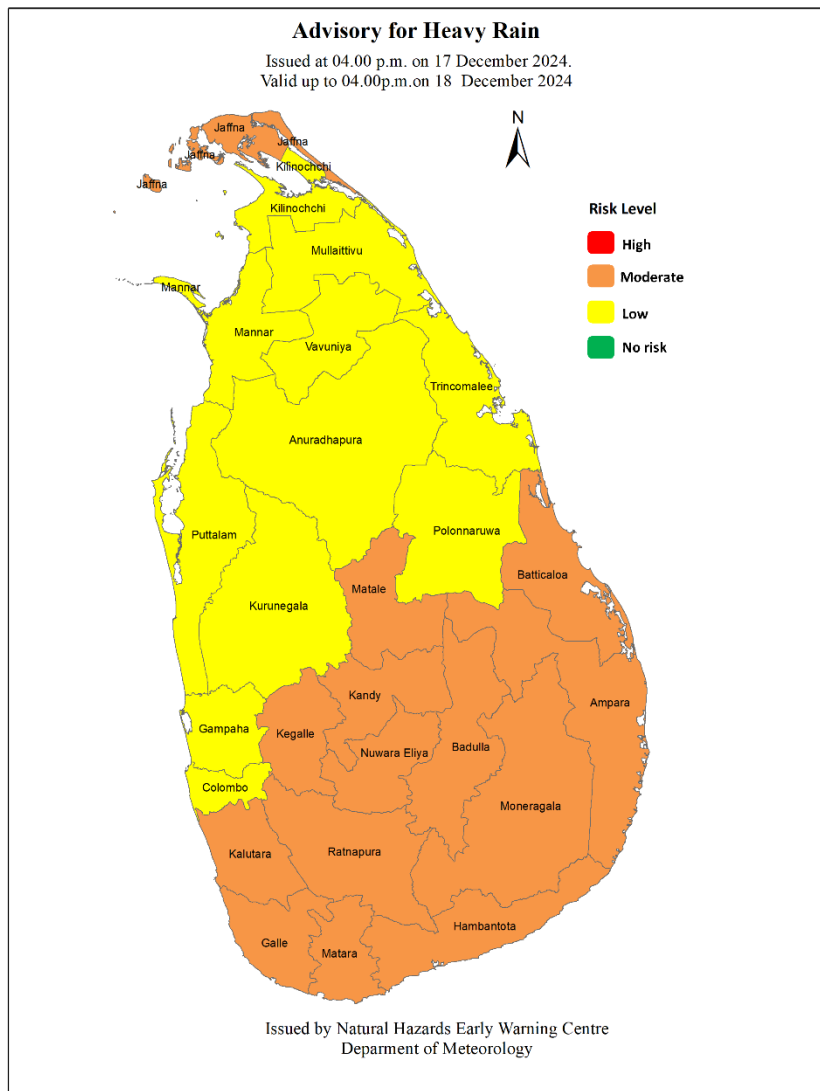 Advisory for Heavy Rain
Issued at 04.00 p.m. on 17 December 2024.
Valid up to 04.00p.m.on 18 December 2024
N
Jaffna
Jaffna
Jaffna
Kilinochchi
Jaffna
Kilinochchi
Risk Level
High
Mullaittivu
Moderate
Mannar
Low
Mannar
Vavuniya
No risk
Trincomalee
Anuradhapura
Puttalam
Polonnaruwa
Batticaloa
Matale
Kurunegala
Kandy
Ampara
Gampaha
Kegalle
Nuwara Eliya
Badulla
Colombo
Moneragala
Kalutara
Ratnapura
Hambantota
Galle
Matara
Issued by Natural Hazards Early Warning Centre
Deparment of Meteorology